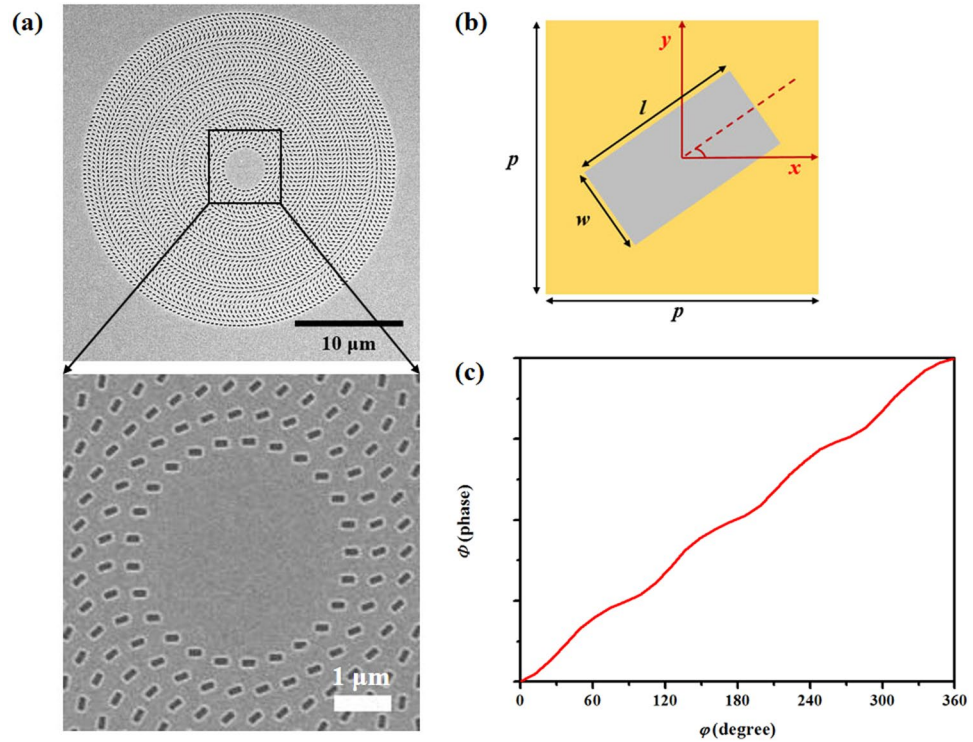 (a)
10 μm
1 μm
(b)
y
l
x
w
p
p
(c)
Φ (phase)
0
60
120
180
240
300
360
φ (degree)